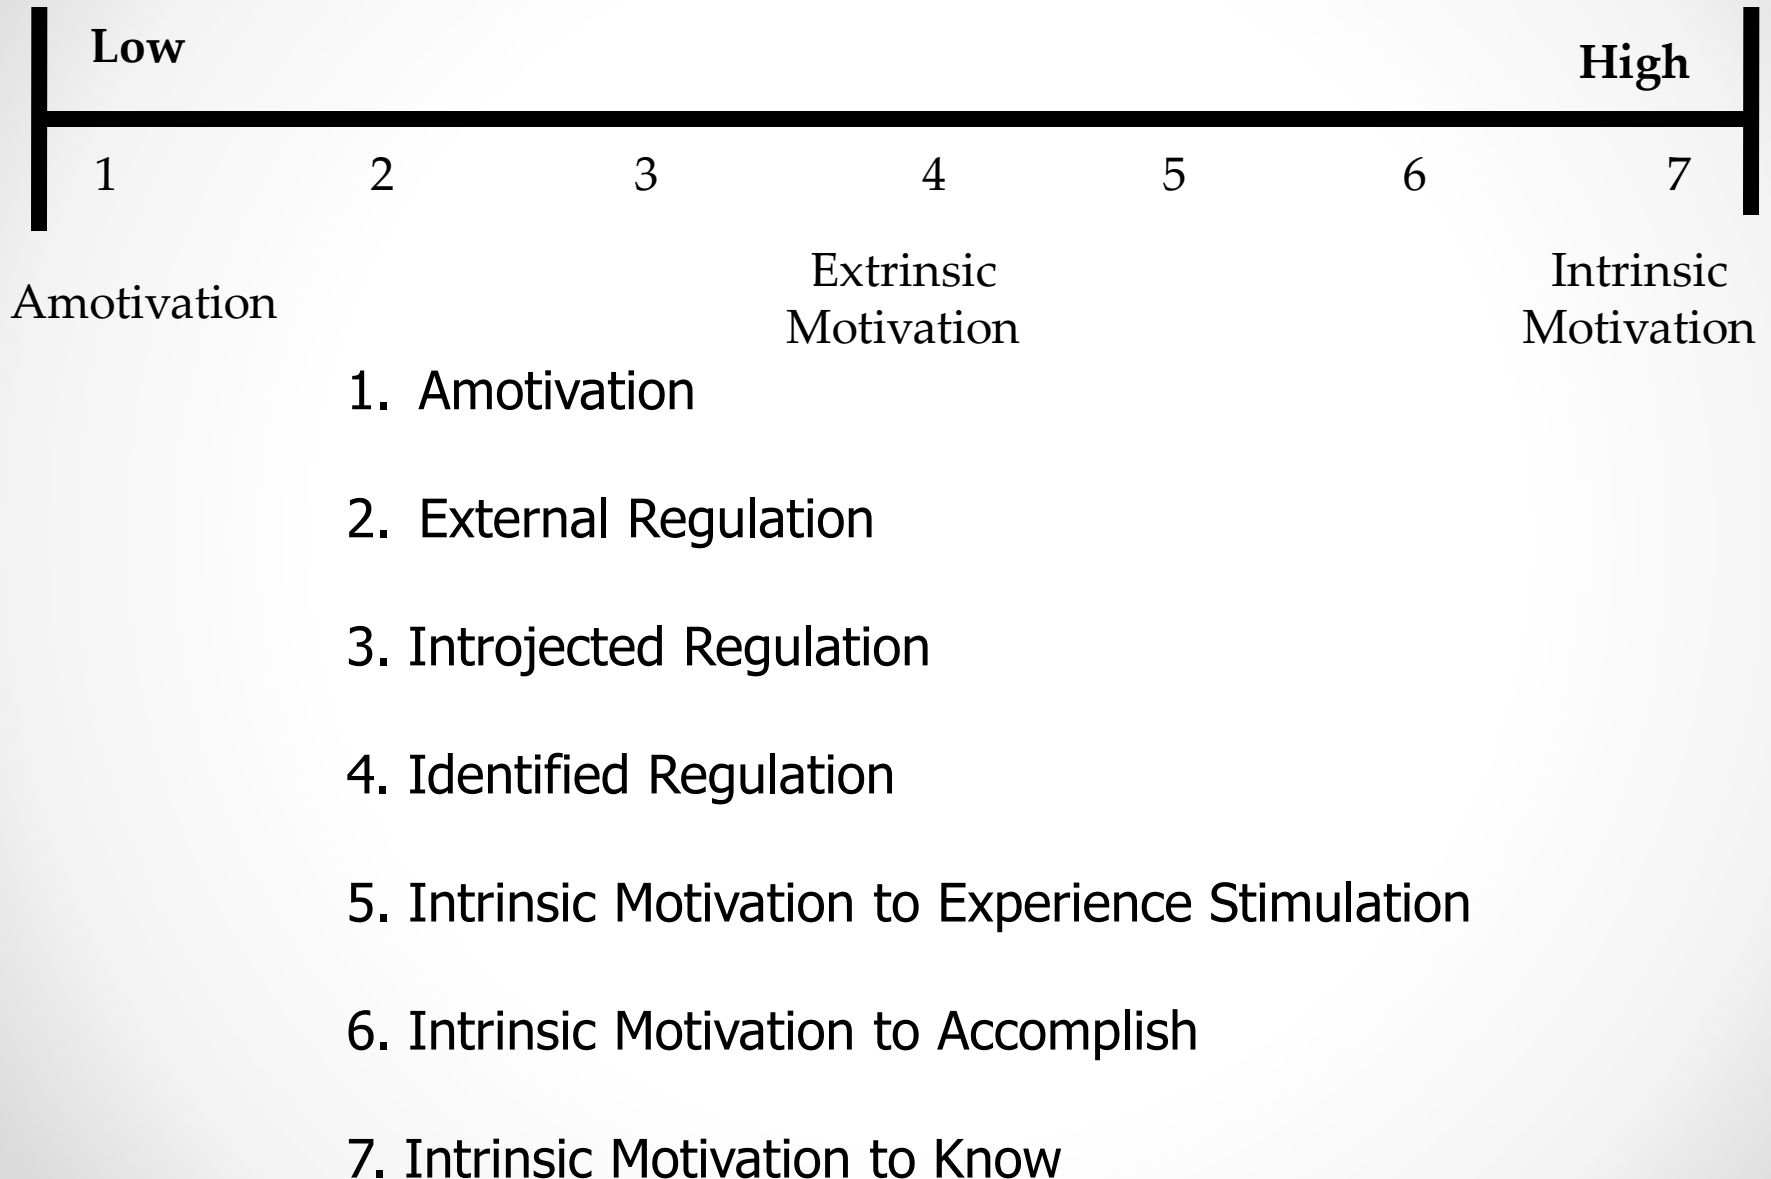 Low
High
1 2 3 4 5 6 7
Amotivation
Extrinsic
Motivation
Intrinsic
Motivation
1. Amotivation
2. External Regulation
3. Introjected Regulation
4. Identified Regulation
5. Intrinsic Motivation to Experience Stimulation
6. Intrinsic Motivation to Accomplish
7. Intrinsic Motivation to Know